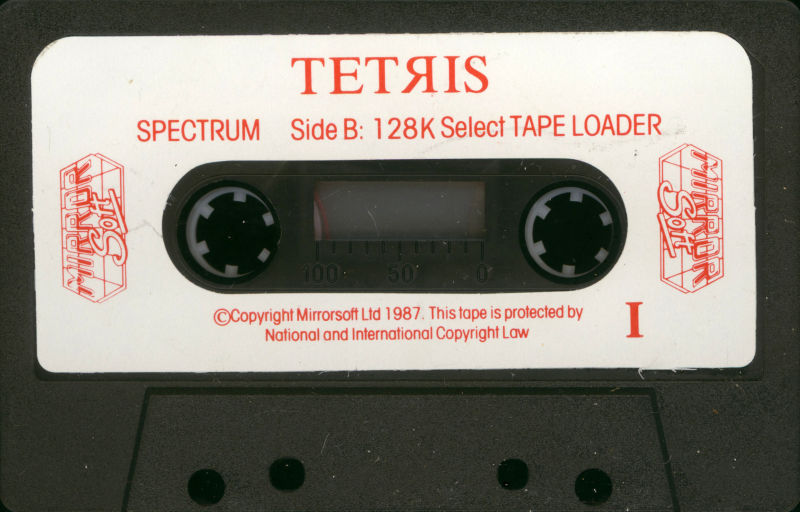 TETЯIS
SPECTRUM Side B: 128K Select TAPE LOADER
MIRROR
Soft
MIRROR
Soft
100 50 0
©Copyright Mirrorsoft Ltd 1987. This tape is protected by
National and International Copyright Law
I